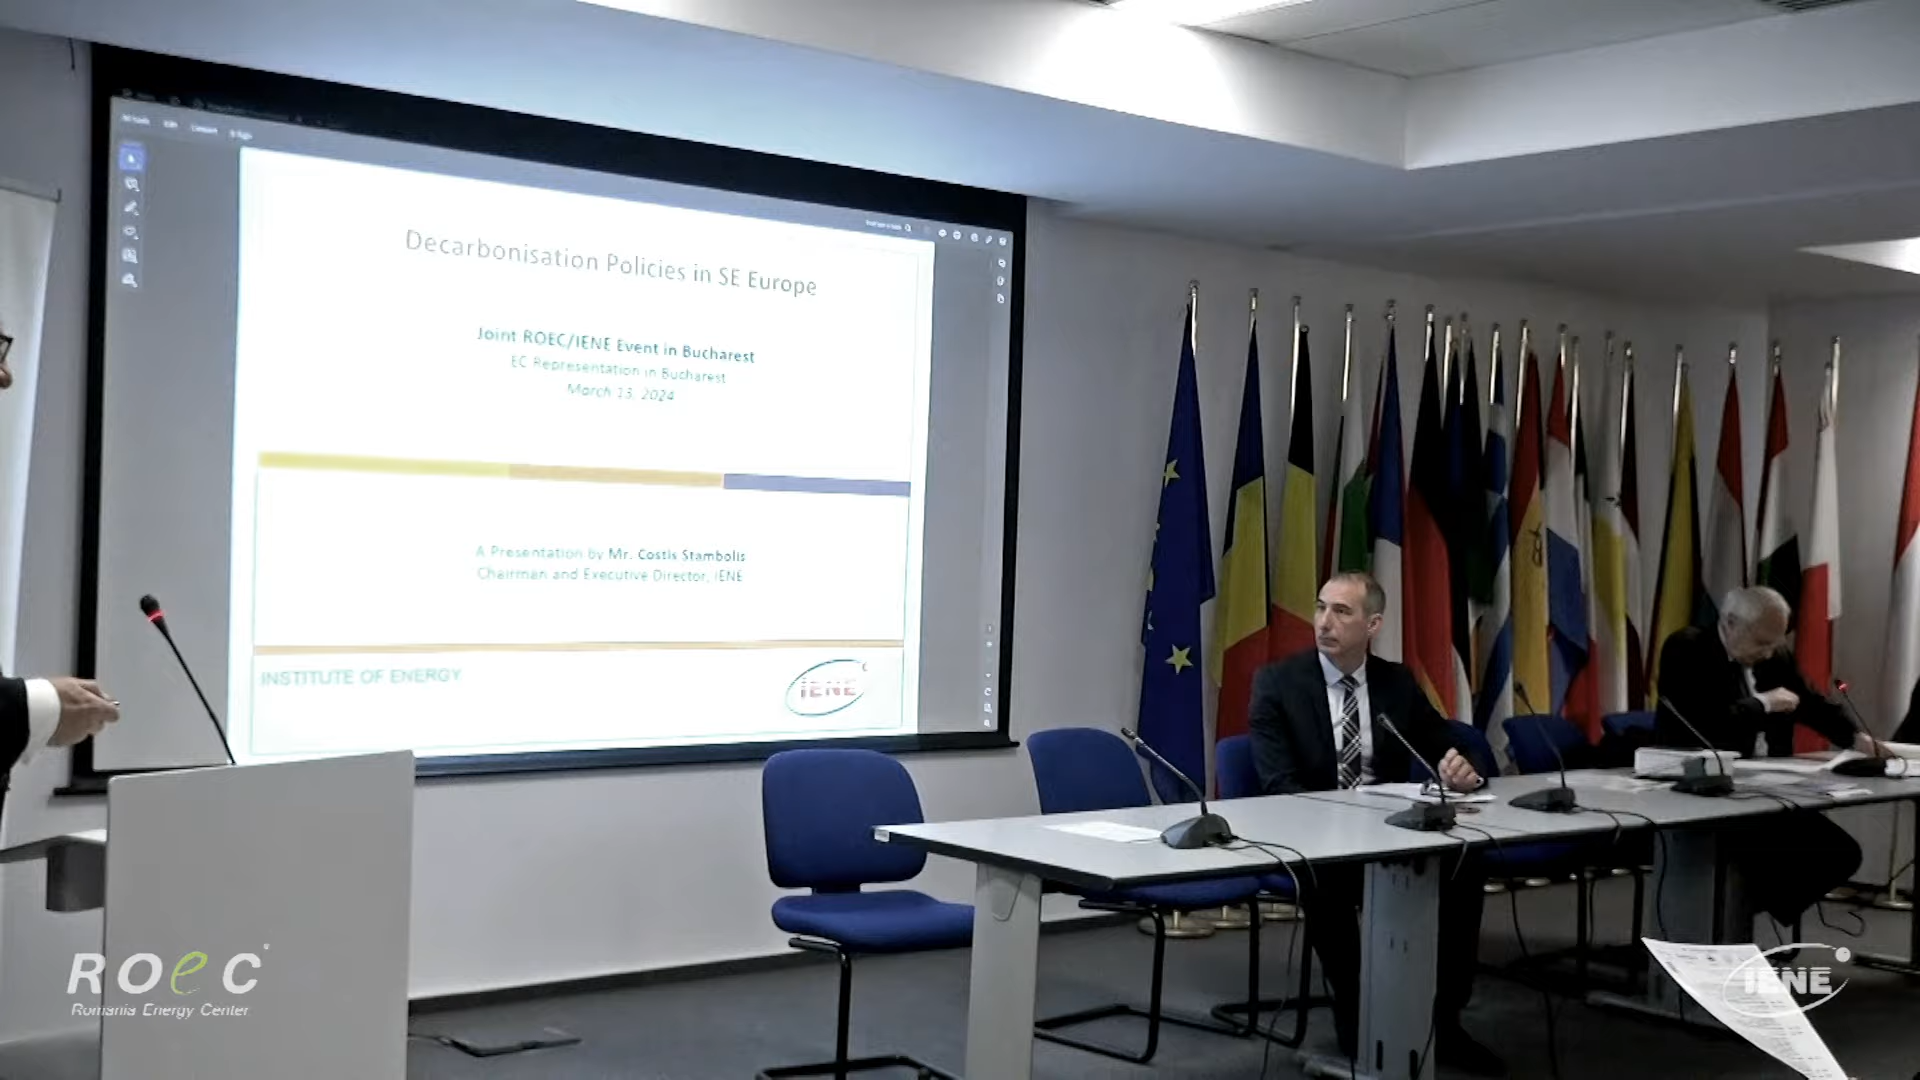 Decarbonisation Policies in SE Europe
Joint ROEC/IENE Event in Bucharest
EC Representation in Bucharest
March 13, 2024
A Presentation by Mr. Costis Stambolis
Chairman and Executive Director, IENE
INSTITUTE OF ENERGY
IENE
ROeC
Romania Energy Center
IENE